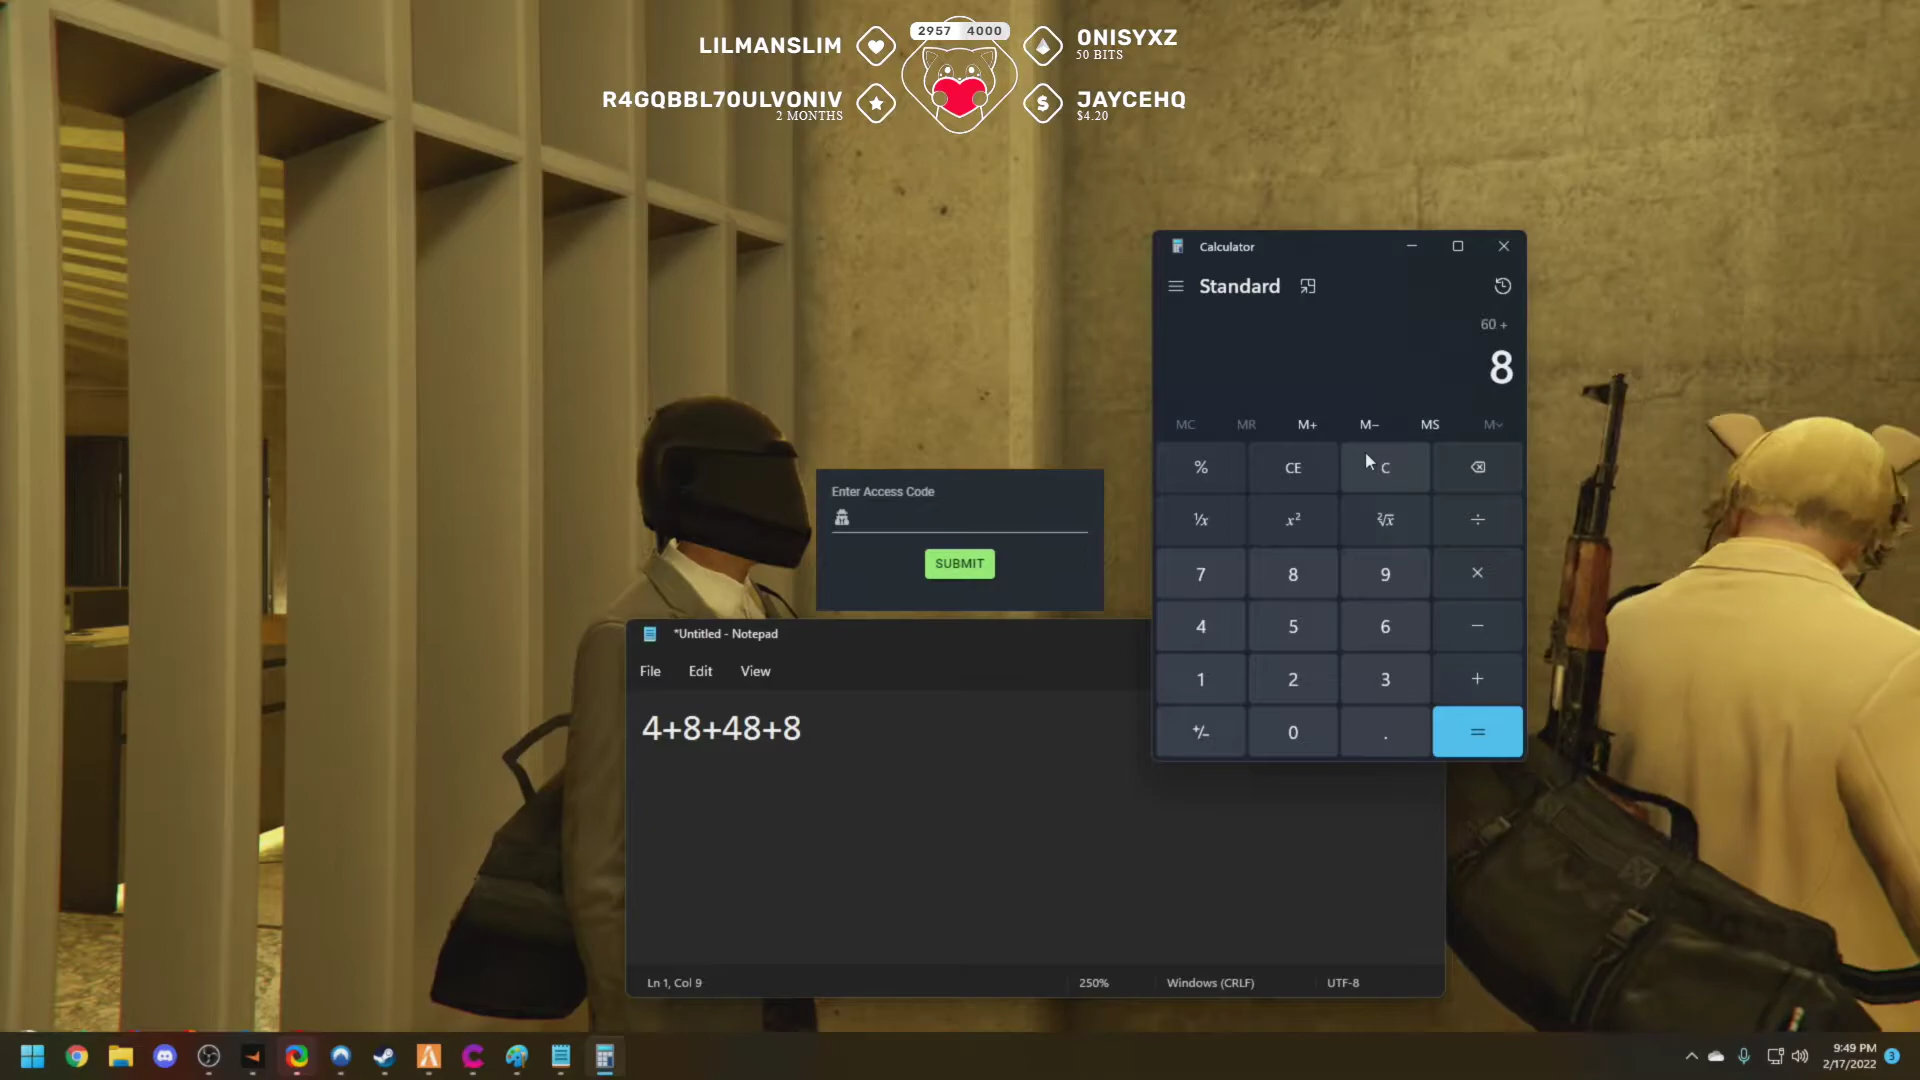 LILMANSLIM
2957 4000
0NISYXZ
50 BITS
R4GQBBL70ULV0NIV
2 MONTHS
$
JAYCEHQ
$4.20
Calculator
Standard
60 +
8
MC MR M+ M− MS M
% CE C
⅟x x² ²√x ÷
7 8 9 ×
4 5 6 −
1 2 3 +
+/− 0 . =
Enter Access Code
SUBMIT
*Untitled - Notepad
File Edit View
4+8+48+8
Ln 1, Col 9 250% Windows (CRLF) UTF-8
9:49 PM
2/17/2022 3